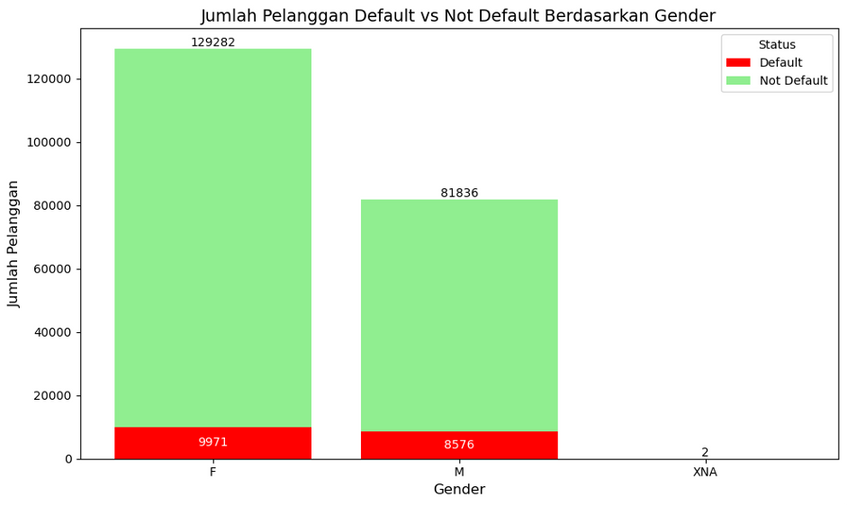 Jumlah Pelanggan Default vs Not Default Berdasarkan Gender
129282
Status
Default
Not Default
120000
100000
81836
80000
Jumlah Pelanggan
60000
40000
20000
9971
8576
2
0
F
M
XNA
Gender